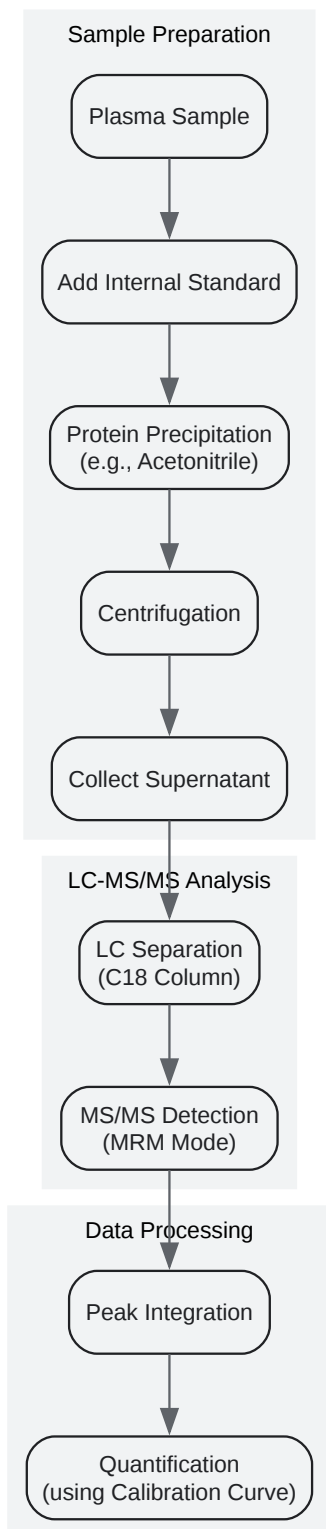 Sample Preparation
Plasma Sample
Add Internal Standard
Protein Precipitation
(e.g., Acetonitrile)
Centrifugation
Collect Supernatant
LC-MS/MS Analysis
LC Separation
(C18 Column)
MS/MS Detection
(MRM Mode)
Data Processing
Peak Integration
Quantification
(using Calibration Curve)